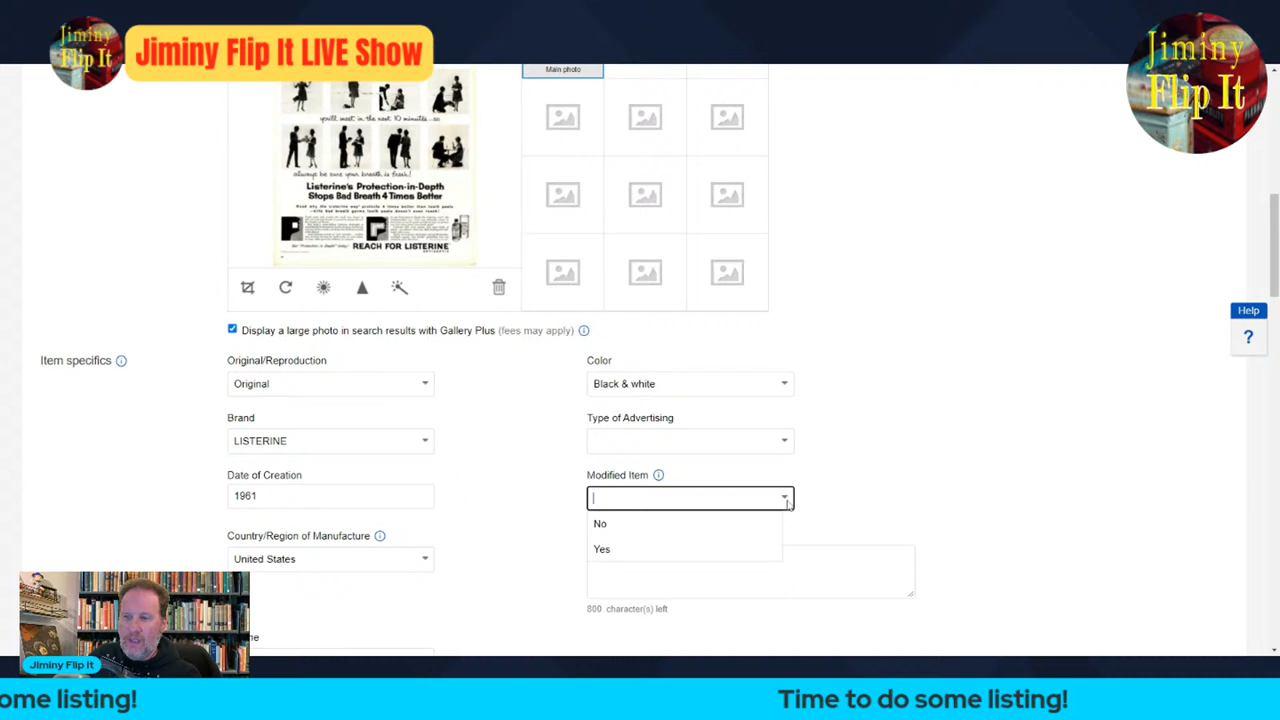 Jiminy
Flip It
Jiminy Flip It LIVE Show
Jiminy
Flip It
Main photo
you'll meet in the next 10 minutes...so
always be sure your breath is fresh!
Listerine's Protection-in-Depth
Stops Bad Breath 4 Times Better
REACH FOR LISTERINE
Display a large photo in search results with Gallery Plus (fees may apply)
Help
?
Item specifics
Original/Reproduction
Color
Original
Black & white
Brand
Type of Advertising
LISTERINE
Date of Creation
Modified Item
1961
No
Country/Region of Manufacture
Yes
United States
800 character(s) left
me
Jiminy Flip It
ome listing!
Time to do some listing!